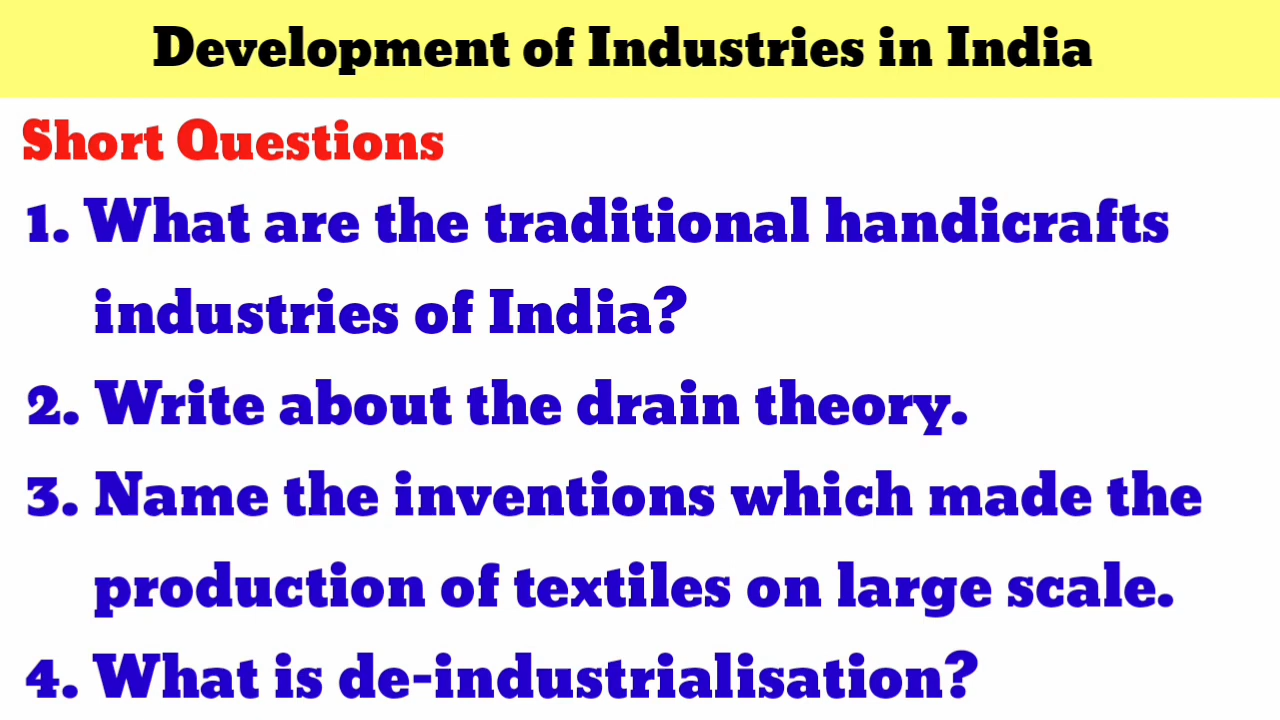 Development of Industries in India
Short Questions
1. What are the traditional handicrafts
industries of India?
2. Write about the drain theory.
3. Name the inventions which made the
production of textiles on large scale.
4. What is de-industrialisation?